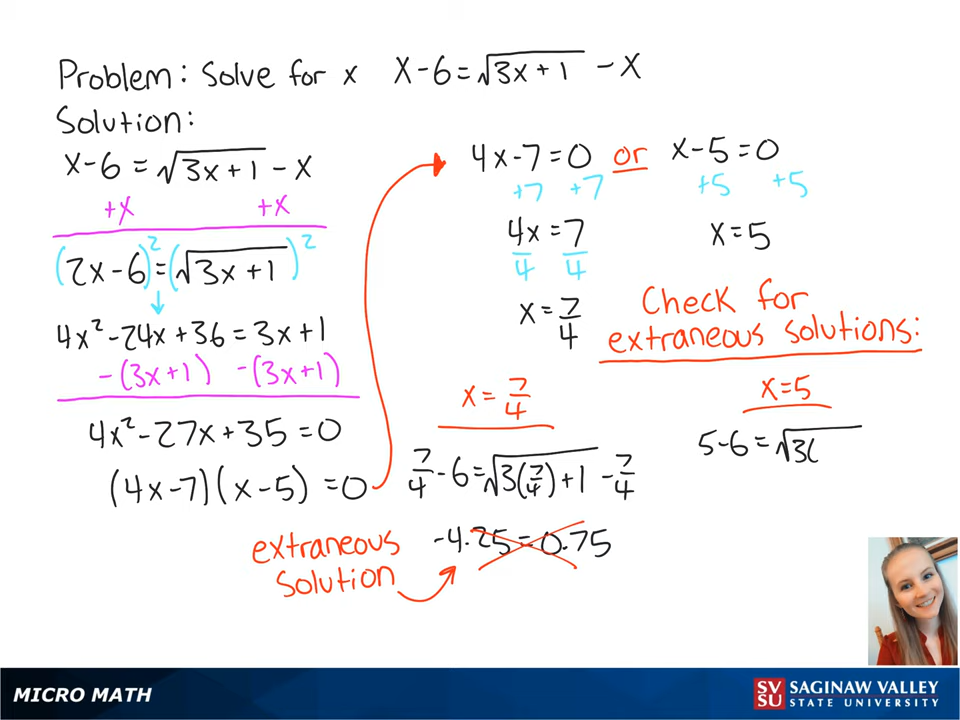 Problem: Solve for x   x-6=√3x+1 -x
Solution:
x-6 = √3x+1 -x
+x +x
(2x-6)²=(√3x+1)²
↓
4x²-24x+36=3x+1
-(3x+1) -(3x+1)
4x²-27x+35=0
(4x-7)(x-5)=0
4x-7=0 or x-5=0
+7 +7 +5 +5
4x=7 x=5
4 4
x=7/4
Check for
extraneous solutions:
x=7/4
7/4-6=√3(7/4)+1 -7/4
-4.25=0.75
extraneous
solution
x=5
5-6=√3(
MICRO MATH
SV
SU
SAGINAW VALLEY
STATE UNIVERSITY